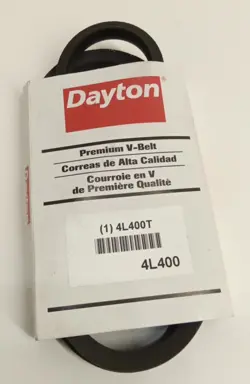 Dayton
Premium V-Belt
Correas de Alta Calidad
Courroie en V
de Première Qualité
(1) 4L400T
4L400